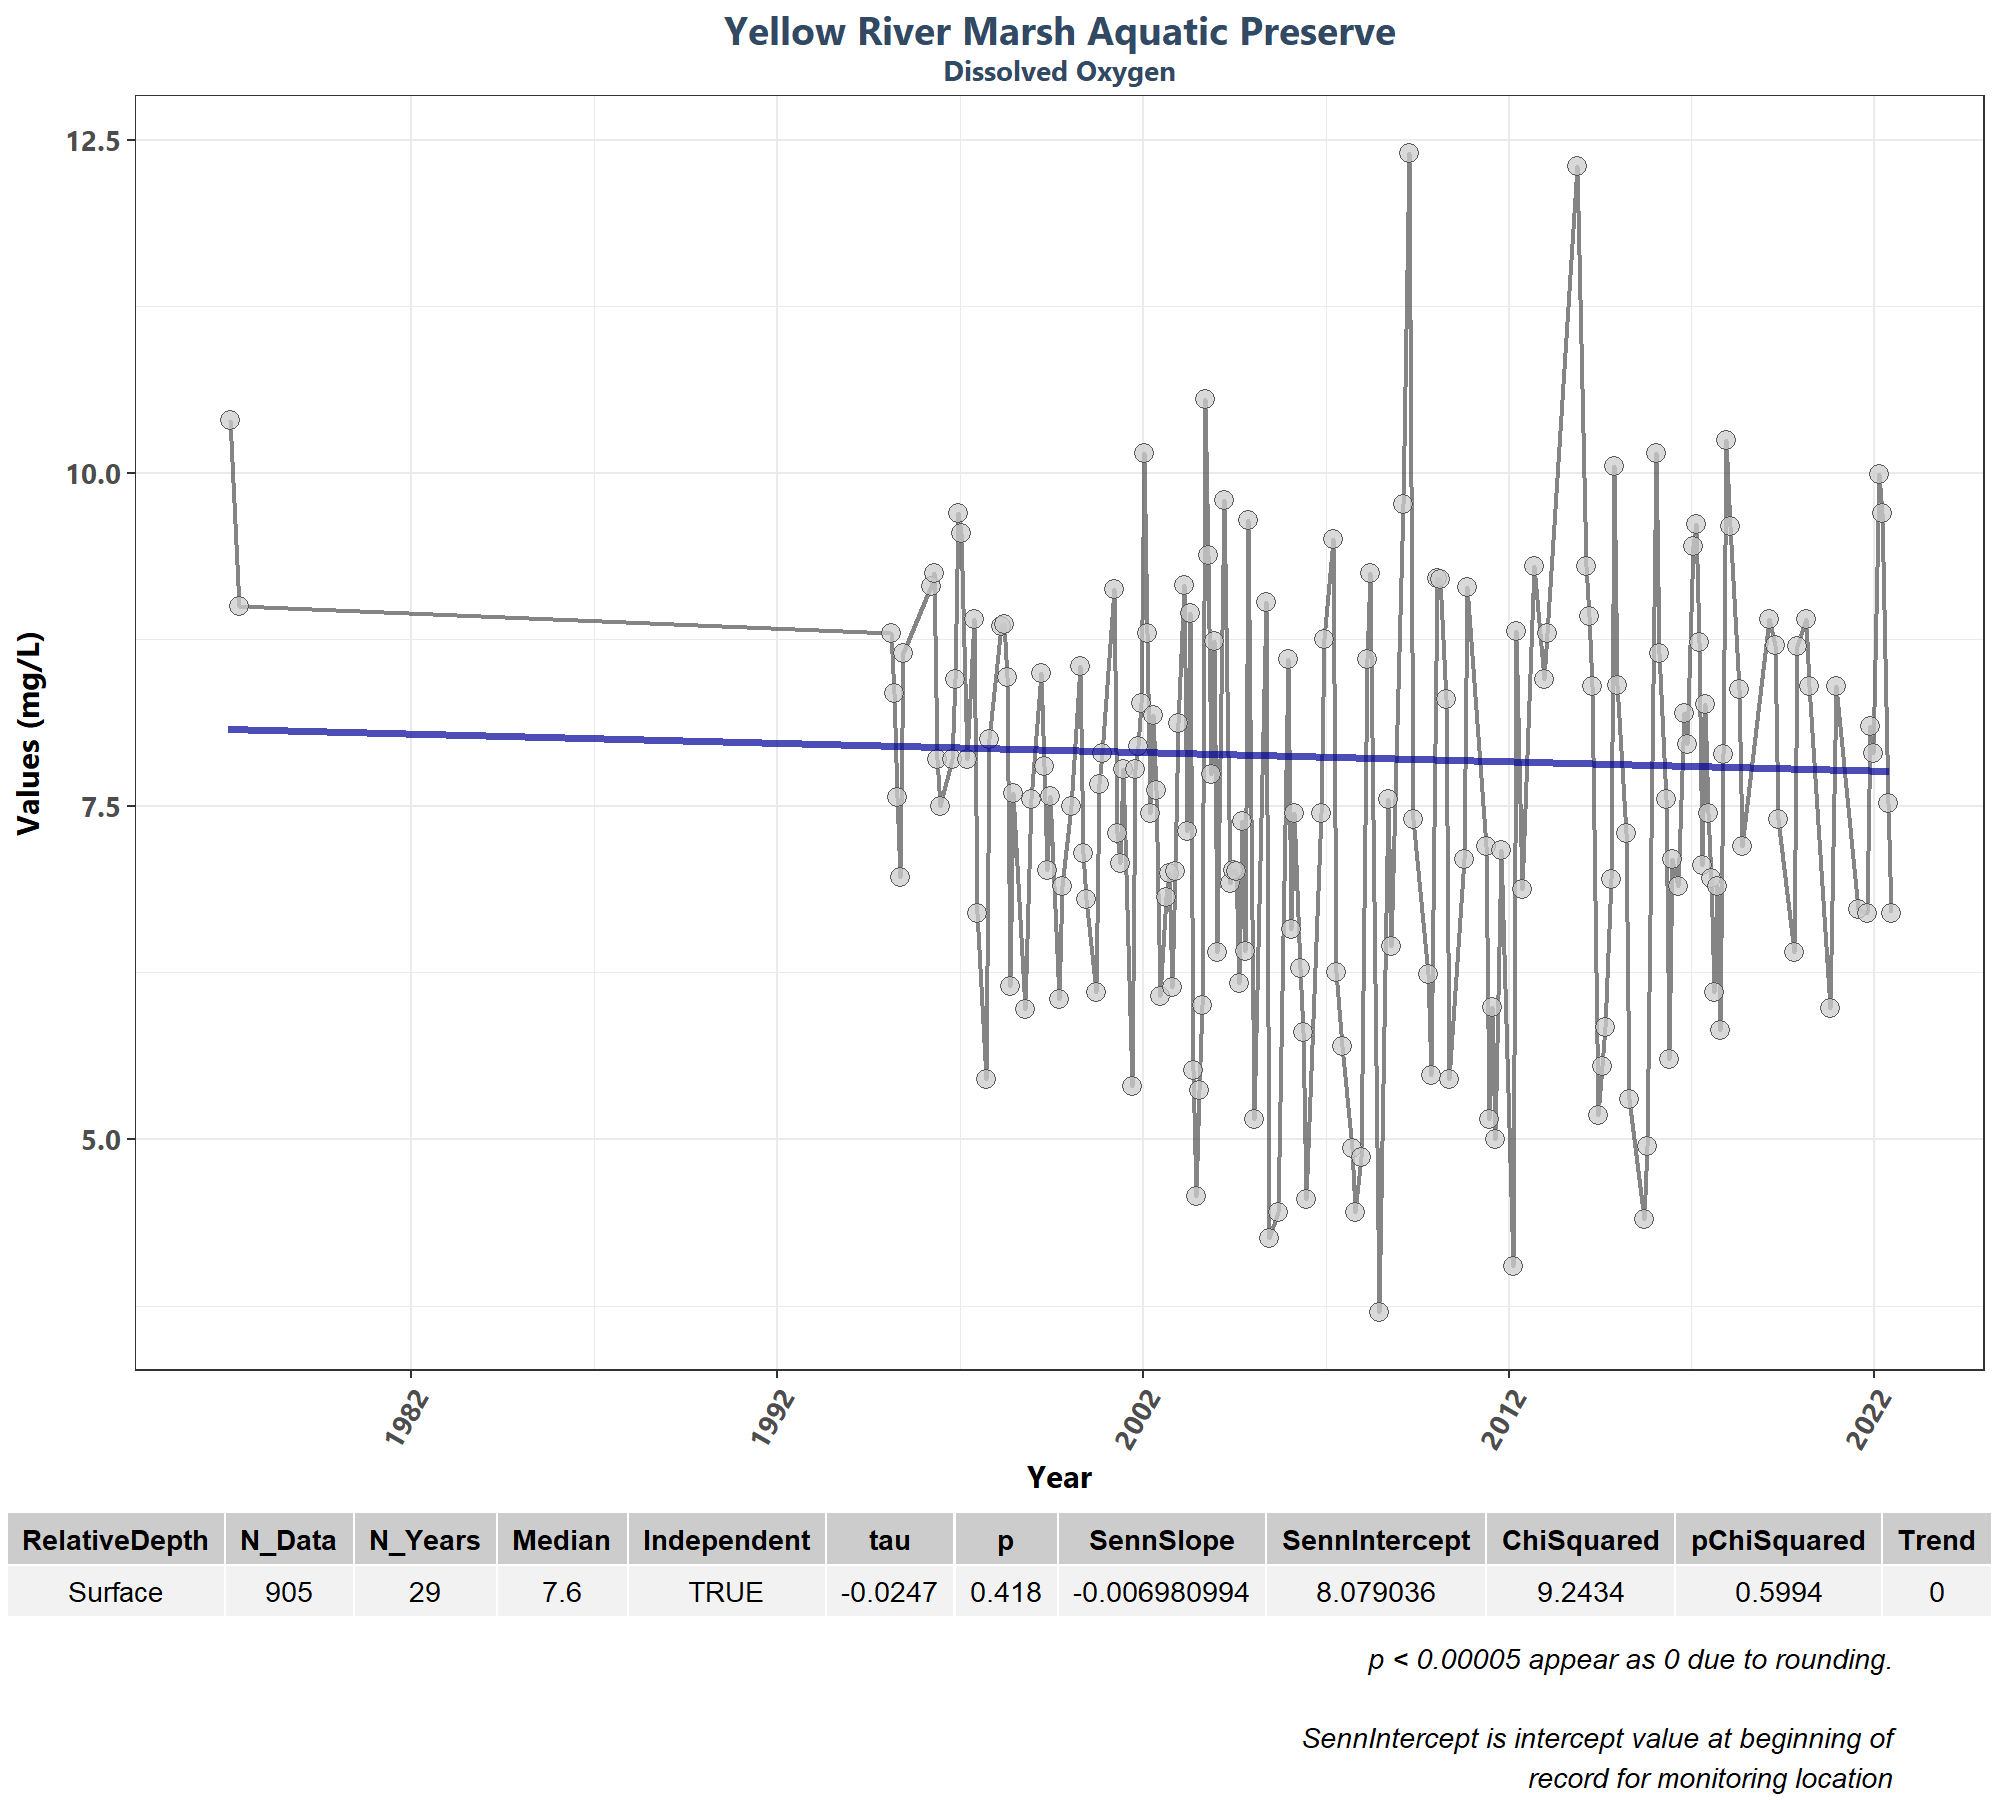 Yellow River Marsh Aquatic Preserve
Dissolved Oxygen
12.5
10.0
7.5
5.0
Values (mg/L)
1982
1992
2002
2012
2022
Year
RelativeDepth N_Data N_Years Median Independent tau p SennSlope SennIntercept ChiSquared pChiSquared Trend
Surface 905 29 7.6 TRUE -0.0247 0.418 -0.006980994 8.079036 9.2434 0.5994 0
p < 0.00005 appear as 0 due to rounding.
SennIntercept is intercept value at beginning of
record for monitoring location